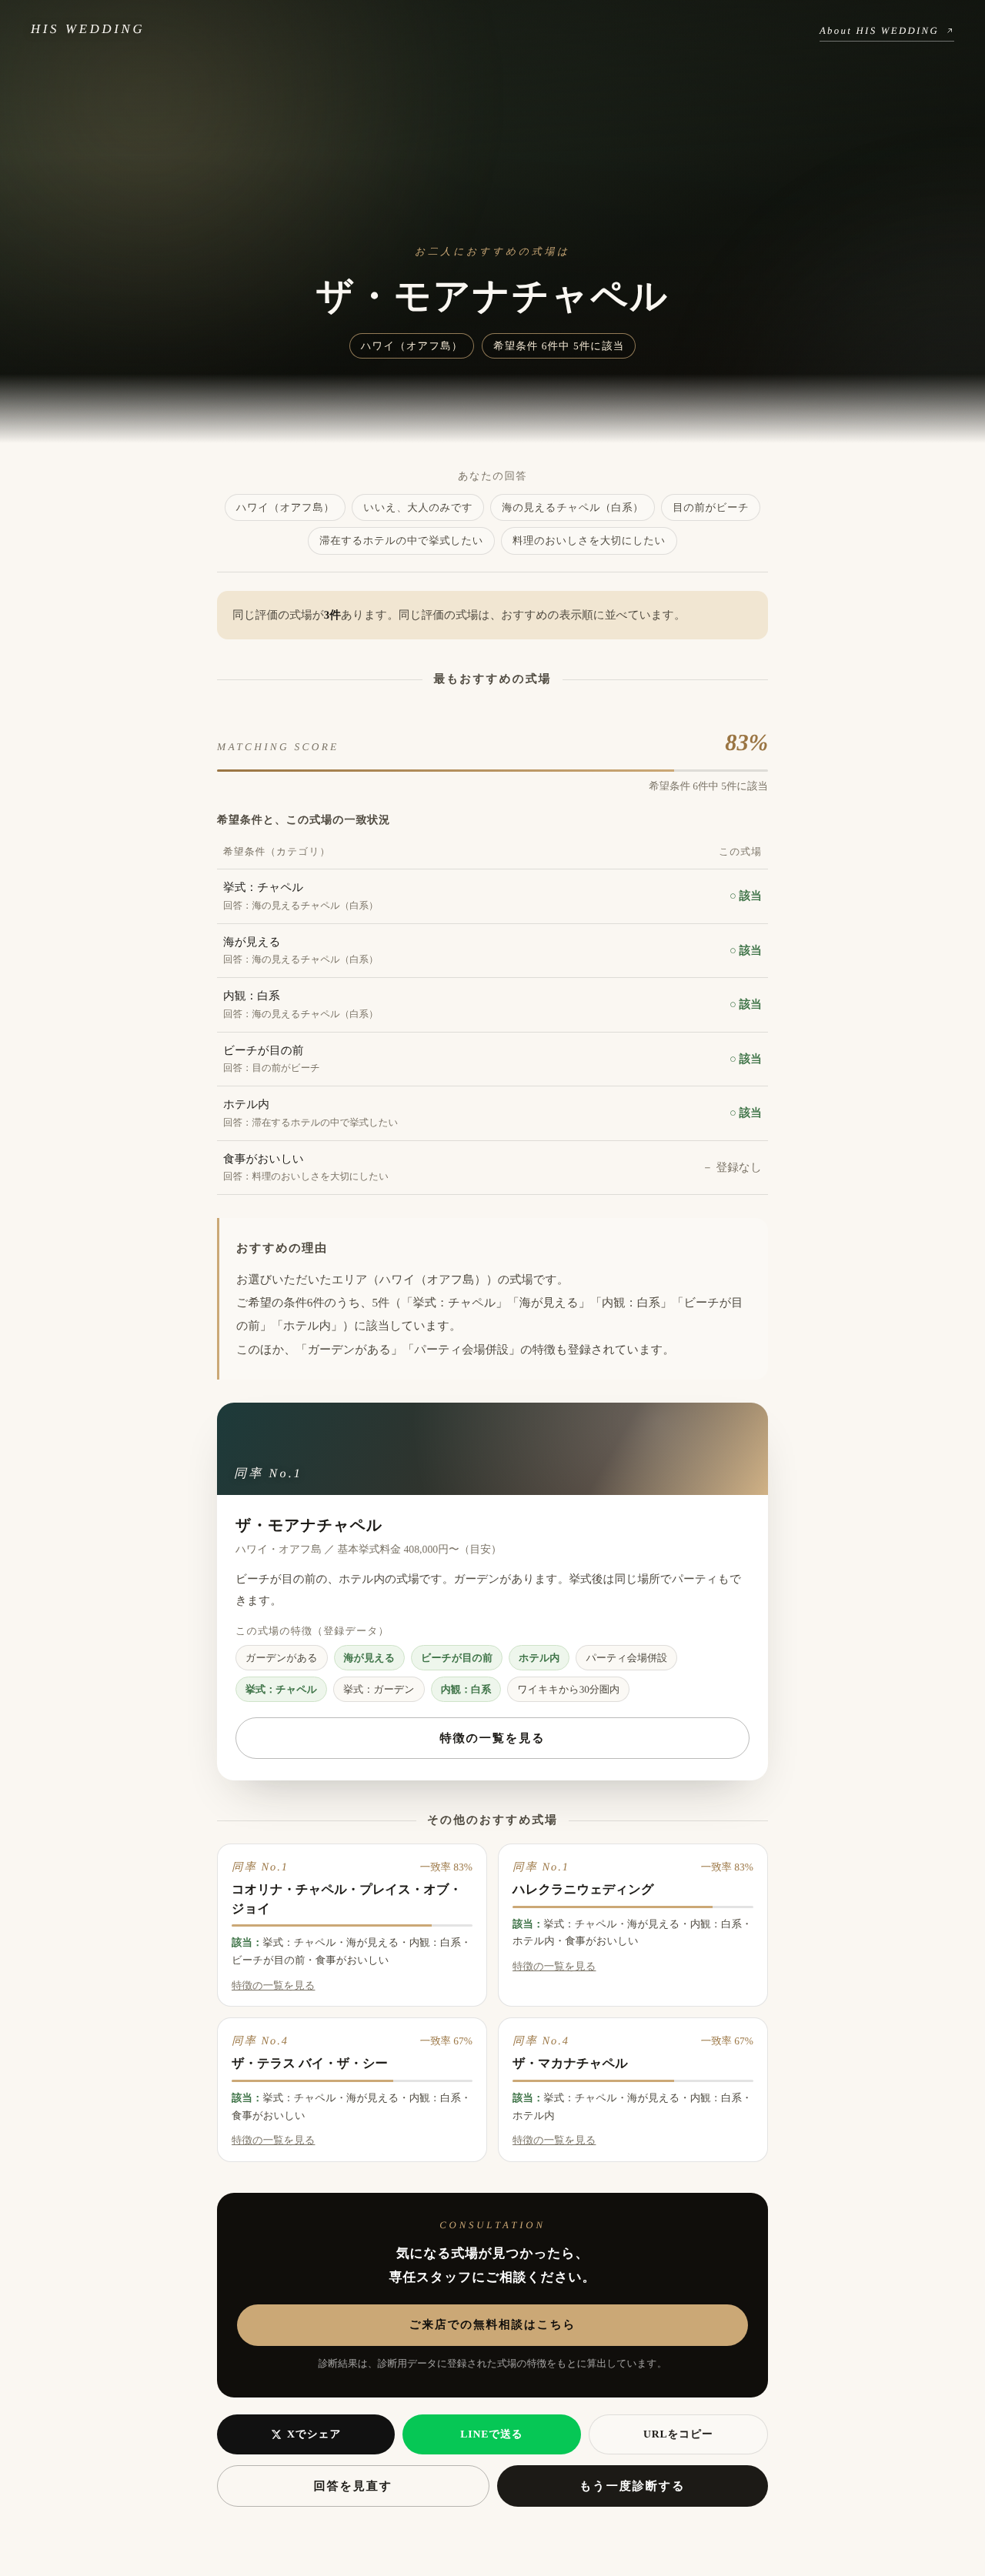 HIS WEDDING
About HIS WEDDING ↗
お二人におすすめの式場は
ザ・モアナチャペル
ハワイ（オアフ島）
希望条件 6件中 5件に該当
あなたの回答
ハワイ（オアフ島）
いいえ、大人のみです
海の見えるチャペル（白系）
目の前がビーチ
滞在するホテルの中で挙式したい
料理のおいしさを大切にしたい
同じ評価の式場が3件あります。同じ評価の式場は、おすすめの表示順に並べています。
最もおすすめの式場
MATCHING SCORE
83%
希望条件 6件中 5件に該当
希望条件と、この式場の一致状況
希望条件（カテゴリ）
この式場
挙式：チャペル
回答：海の見えるチャペル（白系）
○ 該当
海が見える
回答：海の見えるチャペル（白系）
○ 該当
内観：白系
回答：海の見えるチャペル（白系）
○ 該当
ビーチが目の前
回答：目の前がビーチ
○ 該当
ホテル内
回答：滞在するホテルの中で挙式したい
○ 該当
食事がおいしい
回答：料理のおいしさを大切にしたい
－ 登録なし
おすすめの理由
お選びいただいたエリア（ハワイ（オアフ島））の式場です。
ご希望の条件6件のうち、5件（「挙式：チャペル」「海が見える」「内観：白系」「ビーチが目
の前」「ホテル内」）に該当しています。
このほか、「ガーデンがある」「パーティ会場併設」の特徴も登録されています。
同率 No.1
ザ・モアナチャペル
ハワイ・オアフ島 ／ 基本挙式料金 408,000円〜（目安）
ビーチが目の前の、ホテル内の式場です。ガーデンがあります。挙式後は同じ場所でパーティもで
きます。
この式場の特徴（登録データ）
ガーデンがある
海が見える
ビーチが目の前
ホテル内
パーティ会場併設
挙式：チャペル
挙式：ガーデン
内観：白系
ワイキキから30分圏内
特徴の一覧を見る
その他のおすすめ式場
同率 No.1
一致率 83%
コオリナ・チャペル・プレイス・オブ・
ジョイ
該当：挙式：チャペル・海が見える・内観：白系・
ビーチが目の前・食事がおいしい
特徴の一覧を見る
同率 No.1
一致率 83%
ハレクラニウェディング
該当：挙式：チャペル・海が見える・内観：白系・
ホテル内・食事がおいしい
特徴の一覧を見る
同率 No.4
一致率 67%
ザ・テラス バイ・ザ・シー
該当：挙式：チャペル・海が見える・内観：白系・
食事がおいしい
特徴の一覧を見る
同率 No.4
一致率 67%
ザ・マカナチャペル
該当：挙式：チャペル・海が見える・内観：白系・
ホテル内
特徴の一覧を見る
CONSULTATION
気になる式場が見つかったら、
専任スタッフにご相談ください。
ご来店での無料相談はこちら
診断結果は、診断用データに登録された式場の特徴をもとに算出しています。
Xでシェア
LINEで送る
URLをコピー
回答を見直す
もう一度診断する